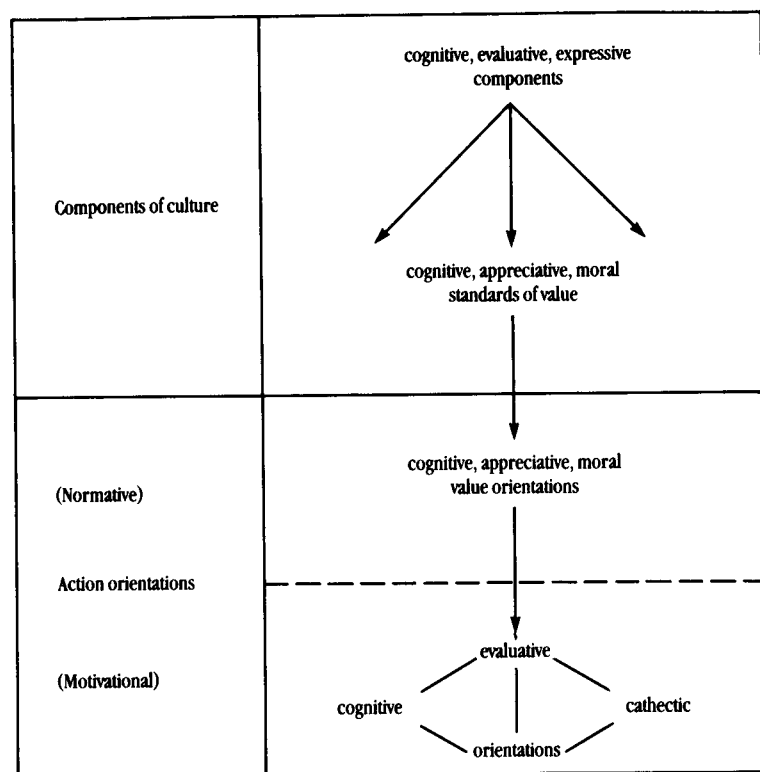 cognitive, evaluative, expressive
components
Components of culture
cognitive, appreciative, moral
standards of value
cognitive, appreciative, moral
value orientations
(Normative)
Action orientations
evaluative
(Motivational)
cognitive
cathectic
orientations